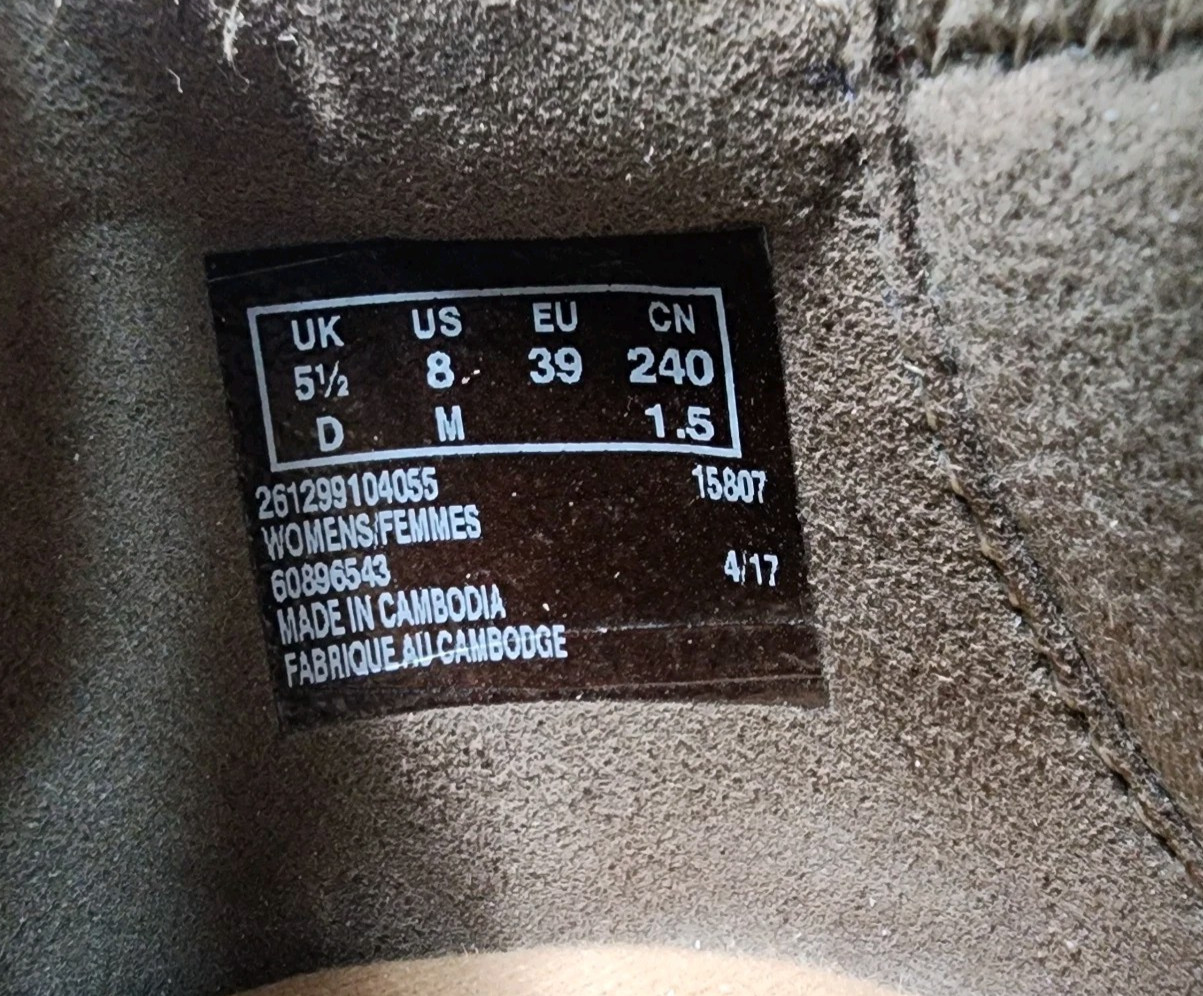 UK US EU CN
5½ 8 39 240
D M 1.5
261299104055 15807
WOMENS/FEMMES
60896543 4/17
MADE IN CAMBODIA
FABRIQUE AU CAMBODGE